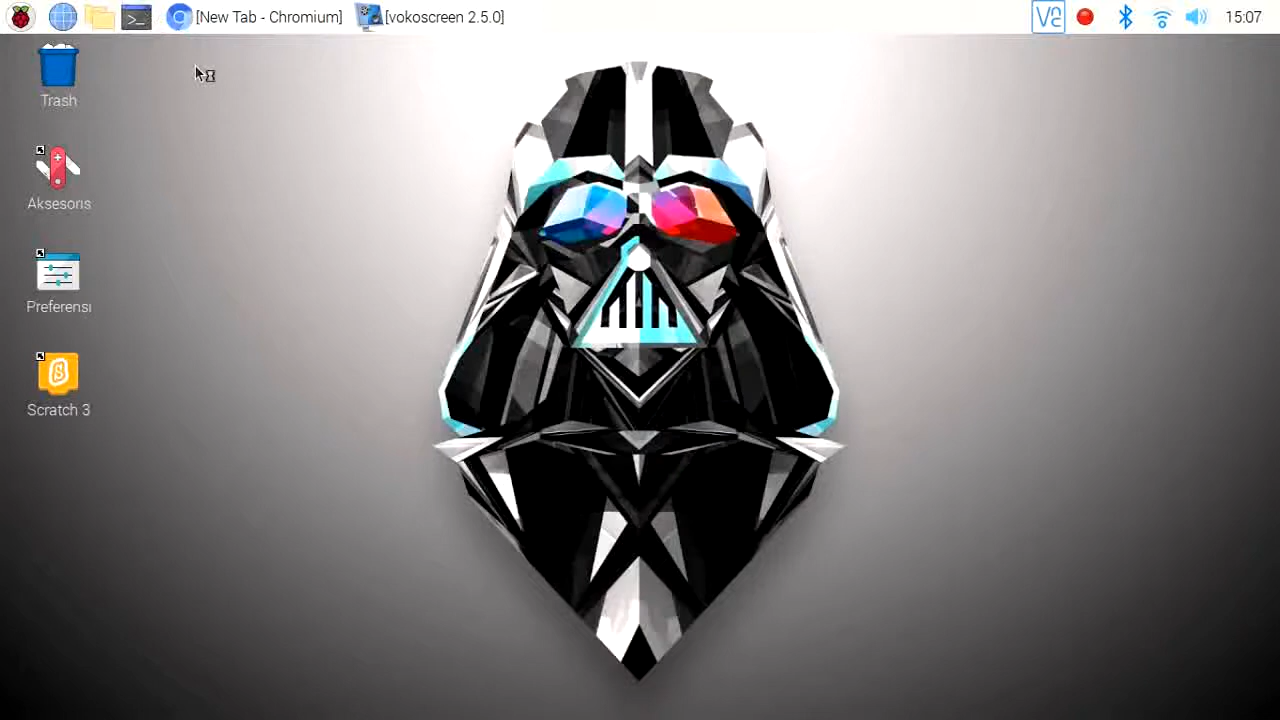 [New Tab - Chromium] [vokoscreen 2.5.0] 15:07
Trash
Aksesoris
Preferensi
Scratch 3